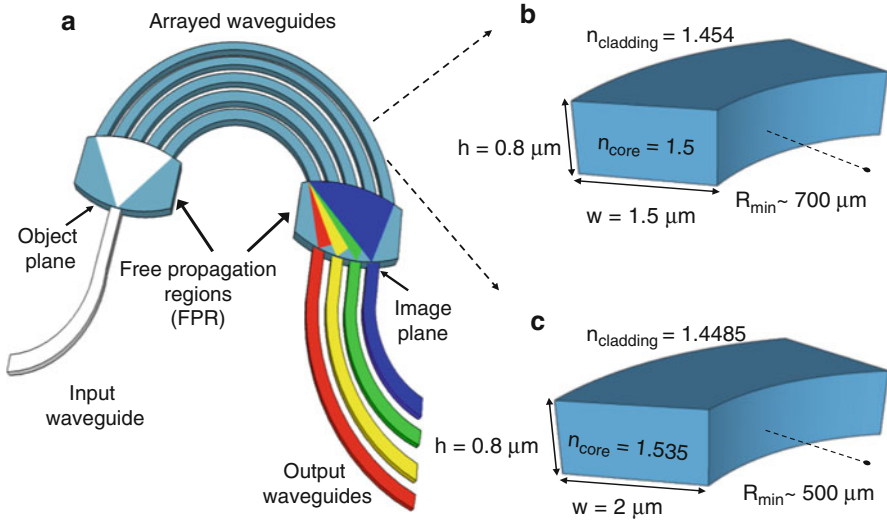 a
Arrayed waveguides
Object
plane
Free propagation
regions
(FPR)
Image
plane
Input
waveguide
Output
waveguides
b
n_cladding = 1.454
h = 0.8 μm
n_core = 1.5
w = 1.5 μm
R_min~ 700 μm
c
n_cladding = 1.4485
h = 0.8 μm
n_core = 1.535
w = 2 μm
R_min~ 500 μm